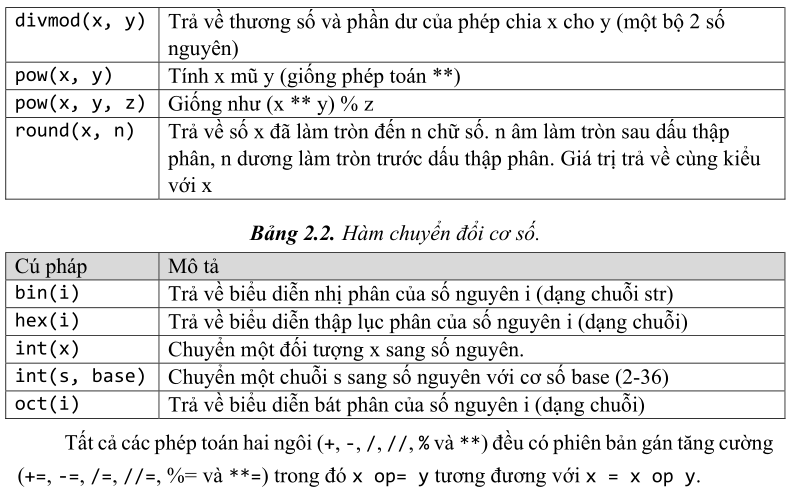 divmod(x, y) Trả về thương số và phần dư của phép chia x cho y (một bộ 2 số
nguyên)
pow(x, y) Tính x mũ y (giống phép toán **)
pow(x, y, z) Giống như (x ** y) % z
round(x, n) Trả về số x đã làm tròn đến n chữ số. n âm làm tròn sau dấu thập
phân, n dương làm tròn trước dấu thập phân. Giá trị trả về cùng kiểu
với x
Bảng 2.2. Hàm chuyển đổi cơ số.
Cú pháp Mô tả
bin(i) Trả về biểu diễn nhị phân của số nguyên i (dạng chuỗi str)
hex(i) Trả về biểu diễn thập lục phân của số nguyên i (dạng chuỗi)
int(x) Chuyển một đối tượng x sang số nguyên.
int(s, base) Chuyển một chuỗi s sang số nguyên với cơ số base (2-36)
oct(i) Trả về biểu diễn bát phân của số nguyên i (dạng chuỗi)
Tất cả các phép toán hai ngôi (+, -, /, //, % và **) đều có phiên bản gán tăng cường
(+=, -=, /=, //=, %= và **=) trong đó x op= y tương đương với x = x op y.